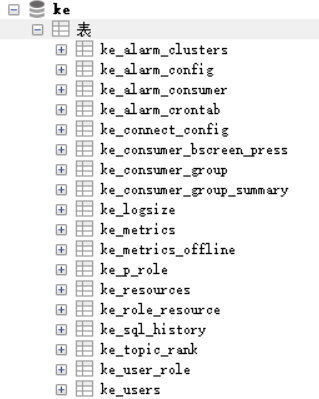 ke
表
ke_alarm_clusters
ke_alarm_config
ke_alarm_consumer
ke_alarm_crontab
ke_connect_config
ke_consumer_bscreen_press
ke_consumer_group
ke_consumer_group_summary
ke_logsize
ke_metrics
ke_metrics_offline
ke_p_role
ke_resources
ke_role_resource
ke_sql_history
ke_topic_rank
ke_user_role
ke_users